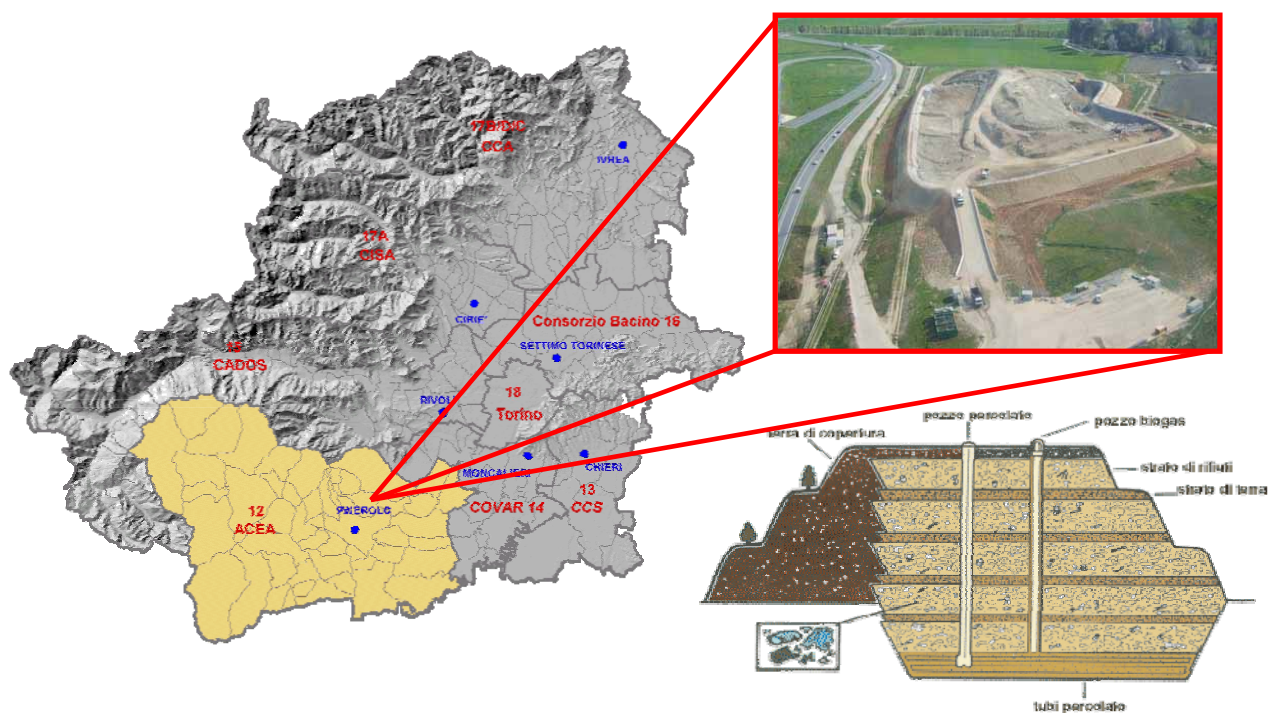 17B/D/C
CCA
IVREA
17A
CISA
CIRIE'
Consorzio Bacino 16
SETTIMO TORINESE
15
CADOS
RIVOLI
18
Torino
MONCALIERI
CHIERI
13
CCS
COVAR 14
12
ACEA
PINEROLO
pozzo percolato
pozzo biogas
terra di copertura
strato di rifiuti
strato di terra
tubi percolato